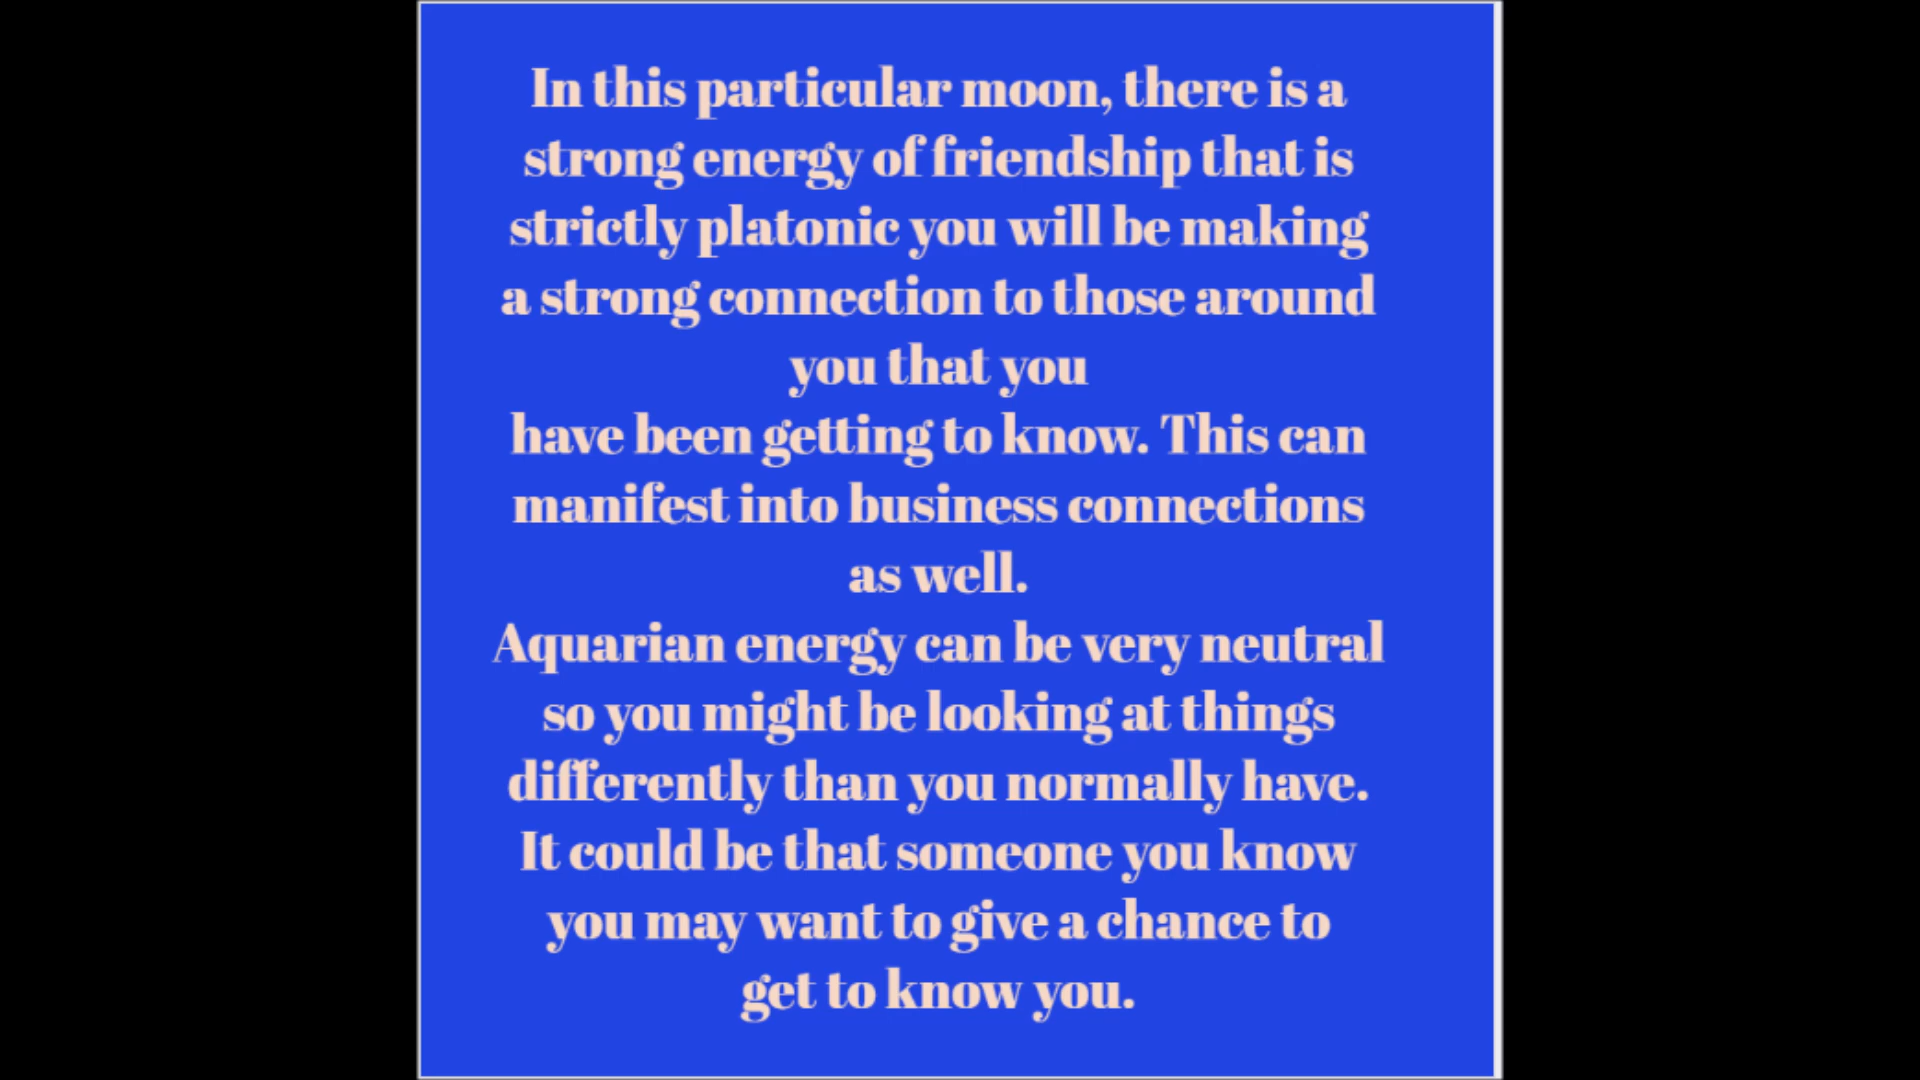 In this particular moon, there is a
strong energy of friendship that is
strictly platonic you will be making
a strong connection to those around
you that you
have been getting to know. This can
manifest into business connections
as well.
Aquarian energy can be very neutral
so you might be looking at things
differently than you normally have.
It could be that someone you know
you may want to give a chance to
get to know you.